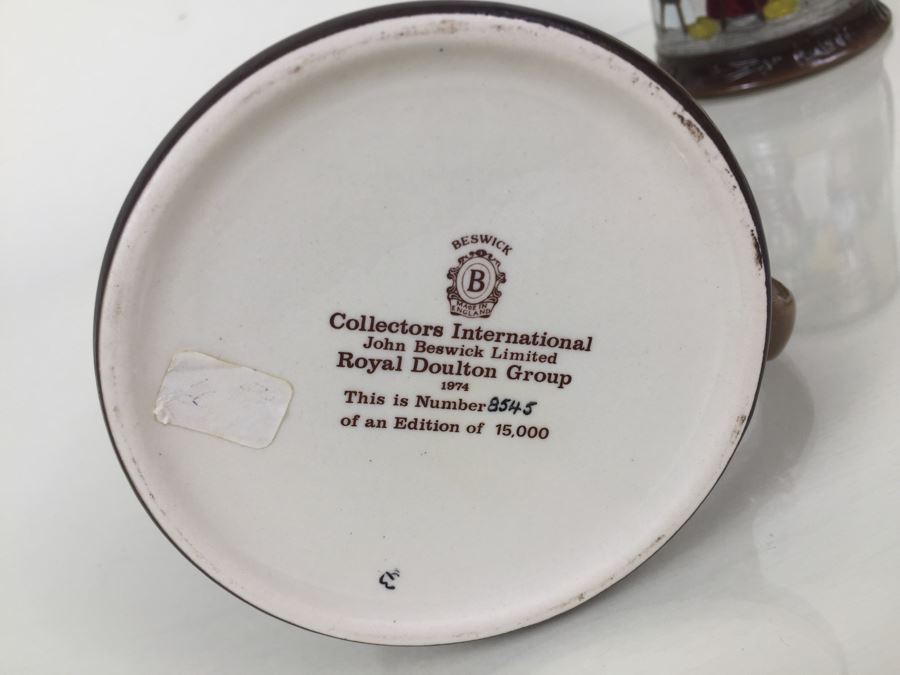 BESWICK
B
MADE IN
ENGLAND
Collectors International
John Beswick Limited
Royal Doulton Group
1974
This is Number 8545
of an Edition of 15,000